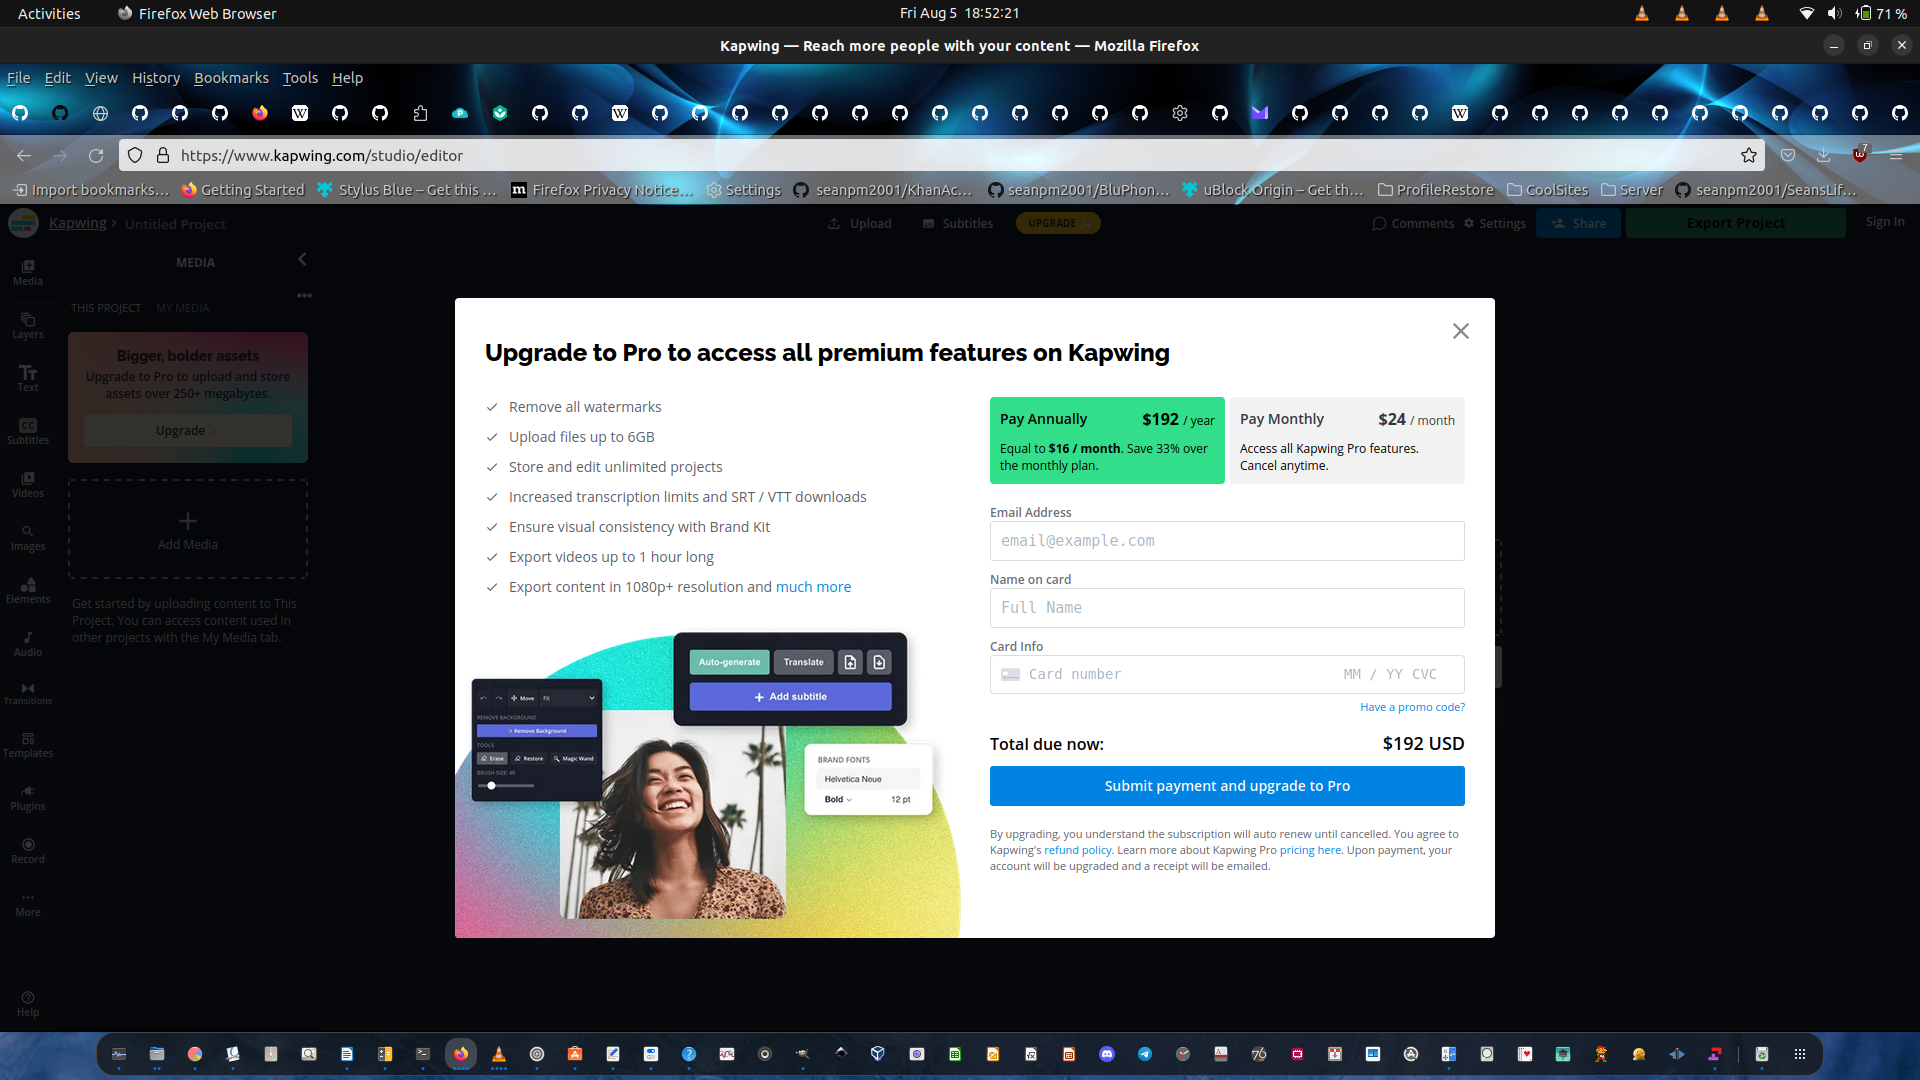 Activities
Firefox Web Browser
Fri Aug 5 18:52:21
71 %
Kapwing — Reach more people with your content — Mozilla Firefox
File Edit View History Bookmarks Tools Help
https://www.kapwing.com/studio/editor
7
Import bookmarks...
Getting Started
Stylus Blue – Get this ...
Firefox Privacy Notice...
Settings
seanpm2001/KhanAc...
seanpm2001/BluPhon...
uBlock Origin – Get th...
ProfileRestore
CoolSites
Server
seanpm2001/SeansLif...
Kapwing › Untitled Project
Upload
Subtitles
UPGRADE
Comments
Settings
Share
Export Project
Sign In
Media
Layers
Text
Subtitles
Videos
Images
Elements
Audio
Transitions
Templates
Plugins
Record
More
Help
MEDIA
THIS PROJECT
MY MEDIA
Bigger, bolder assets
Upgrade to Pro to upload and store
assets over 250+ megabytes.
Upgrade
Add Media
Get started by uploading content to This
Project. You can access content used in
other projects with the My Media tab.
Upgrade to Pro to access all premium features on Kapwing
Remove all watermarks
Upload files up to 6GB
Store and edit unlimited projects
Increased transcription limits and SRT / VTT downloads
Ensure visual consistency with Brand Kit
Export videos up to 1 hour long
Export content in 1080p+ resolution and much more
Auto-generate
Translate
+ Add subtitle
Move
Fit
REMOVE BACKGROUND
Remove Background
TOOLS
Erase
Restore
Magic Wand
BRUSH SIZE: 40
BRAND FONTS
Helvetica Neue
Bold
12 pt
Pay Annually
$192 / year
Equal to $16 / month. Save 33% over
the monthly plan.
Pay Monthly
$24 / month
Access all Kapwing Pro features.
Cancel anytime.
Email Address
email@example.com
Name on card
Full Name
Card Info
Card number
MM / YY CVC
Have a promo code?
Total due now:
$192 USD
Submit payment and upgrade to Pro
By upgrading, you understand the subscription will auto renew until cancelled. You agree to
Kapwing's refund policy. Learn more about Kapwing Pro pricing here. Upon payment, your
account will be upgraded and a receipt will be emailed.